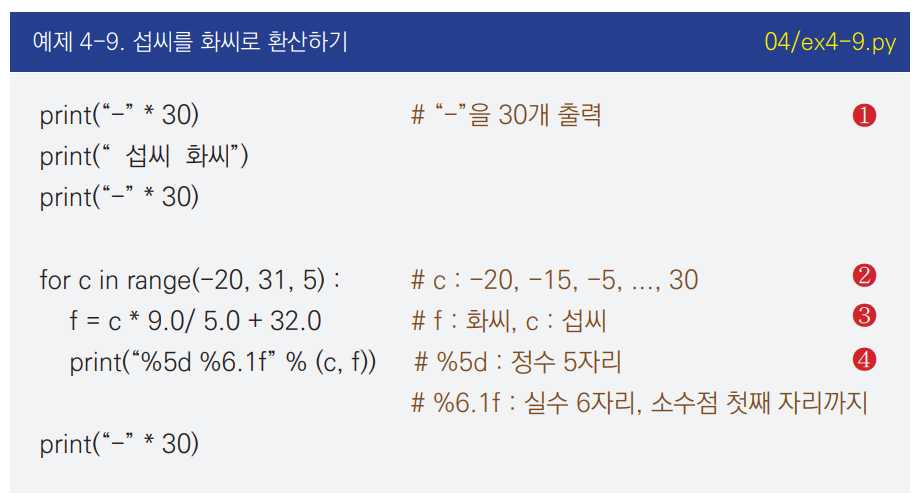 예제 4-9. 섭씨를 화씨로 환산하기 04/ex4-9.py
print(“-” * 30) # “-”을 30개 출력 ❶
print(“ 섭씨 화씨”)
print(“-” * 30)
for c in range(-20, 31, 5) : # c : -20, -15, -5, ..., 30 ❷
f = c * 9.0/ 5.0 + 32.0 # f : 화씨, c : 섭씨 ❸
print(“%5d %6.1f” % (c, f)) # %5d : 정수 5자리 ❹
# %6.1f : 실수 6자리, 소수점 첫째 자리까지
print(“-” * 30)